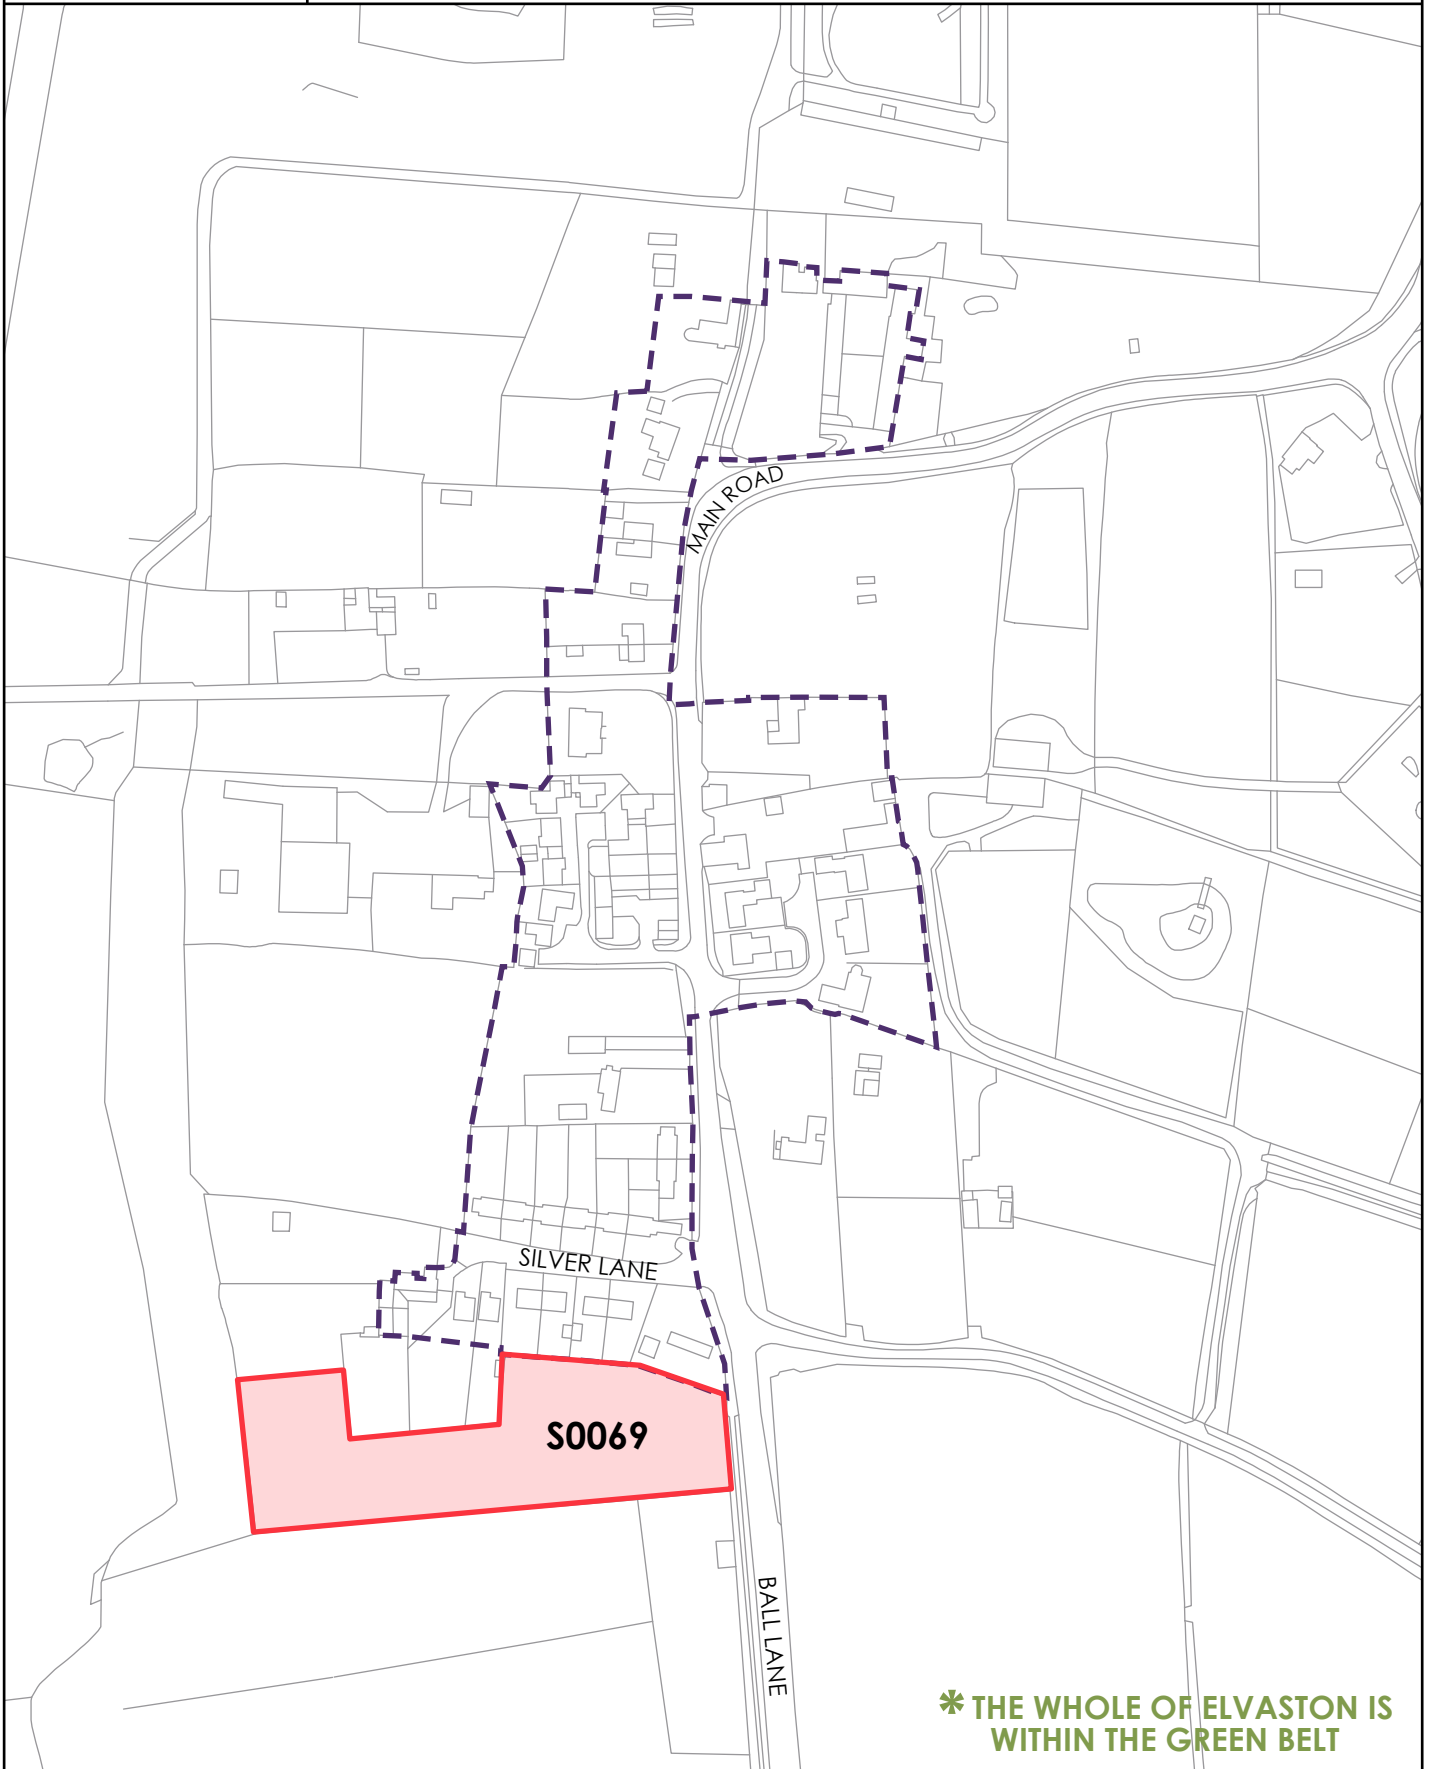 MAIN ROAD
SILVER LANE
S0069
BALL LANE
* THE WHOLE OF ELVASTON IS
WITHIN THE GREEN BELT